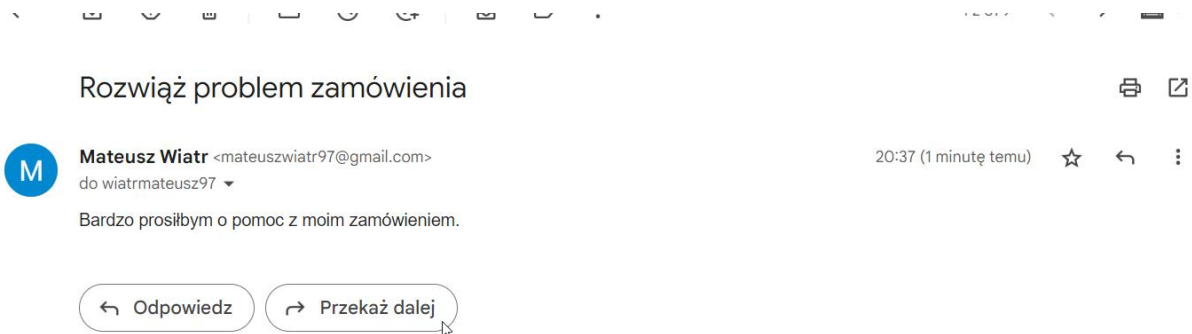 Rozwiąż problem zamówienia
M
Mateusz Wiatr <mateuszwiatr97@gmail.com>
20:37 (1 minutę temu)
do wiatrmateusz97
Bardzo prosiłbym o pomoc z moim zamówieniem.
Odpowiedz
Przekaż dalej